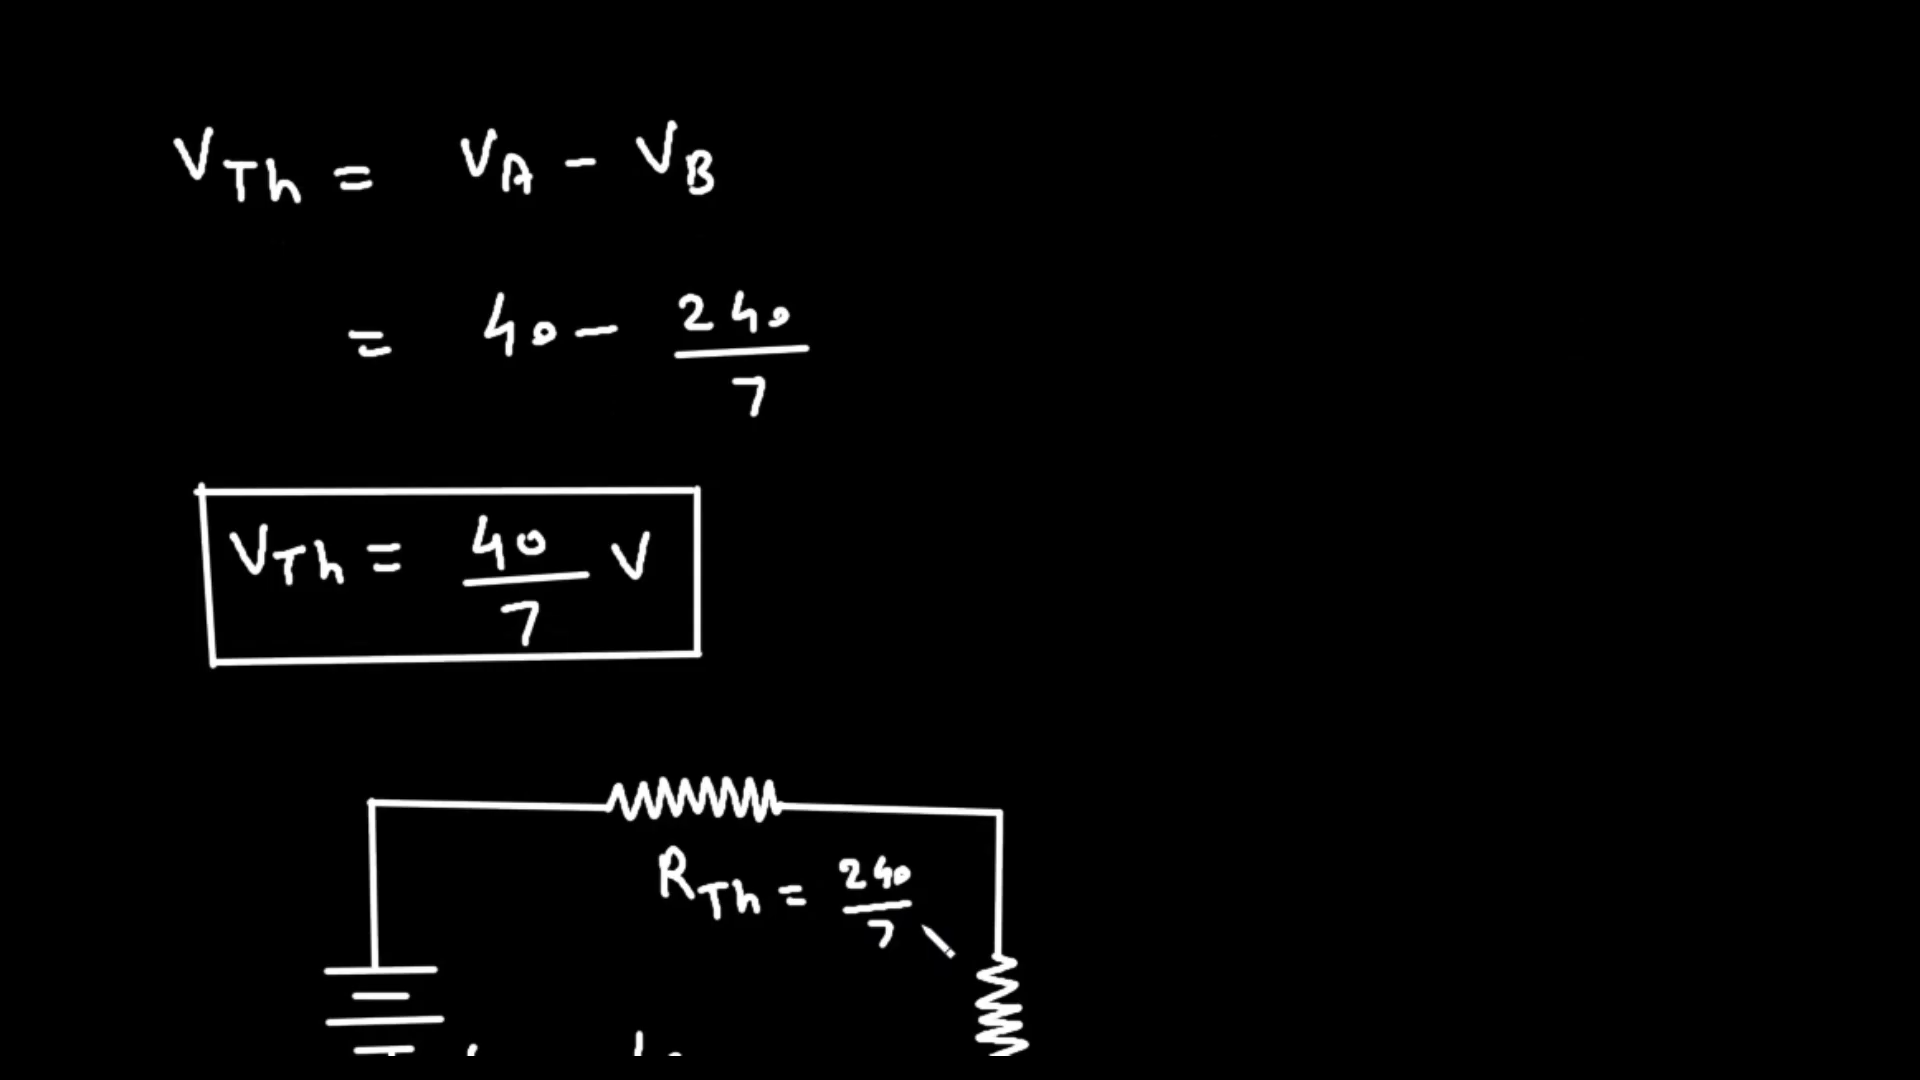 VTh = VA - VB
= 40 - 240/7
VTh = 40/7 V
RTh = 240/7